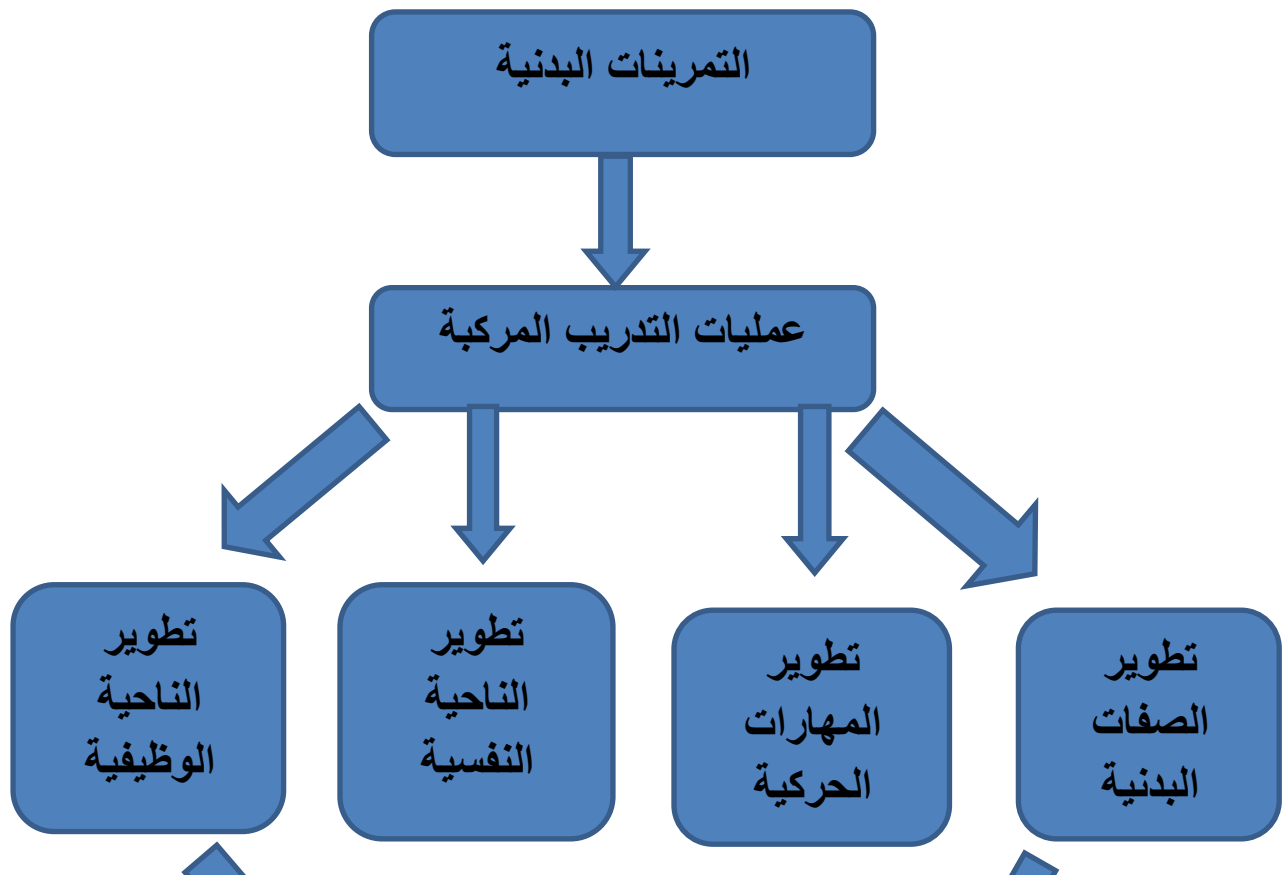 التمرينات البدنية
عمليات التدريب المركبة
تطوير
الصفات
البدنية
تطوير
المهارات
الحركية
تطوير
الناحية
النفسية
تطوير
الناحية
الوظيفية